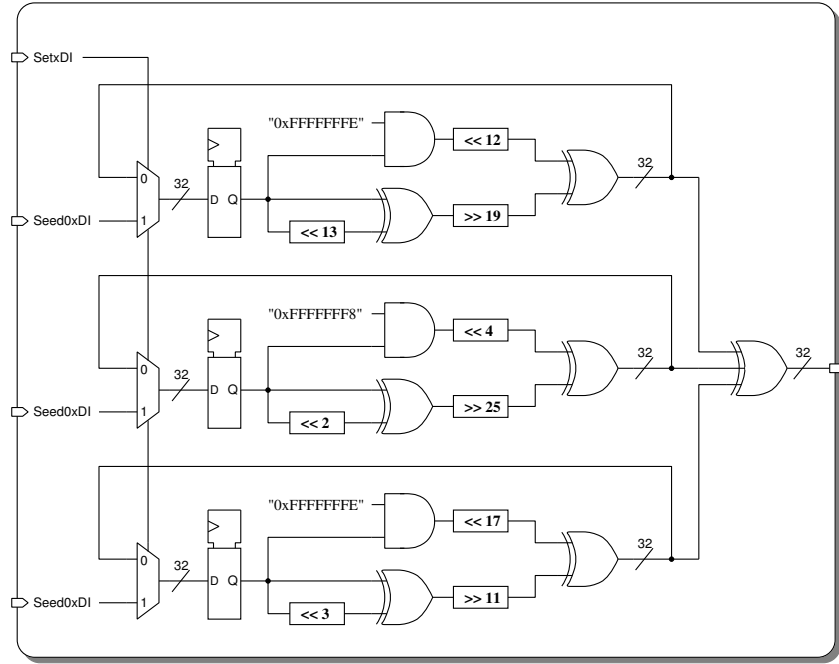 SetxDI
"0xFFFFFFFE"
<< 12
32
0
32
D Q
Seed0xDI
1
<< 13
>> 19
"0xFFFFFFF8"
<< 4
32
32
0
32
D Q
Seed0xDI
1
<< 2
>> 25
"0xFFFFFFFE"
<< 17
32
0
32
D Q
Seed0xDI
1
<< 3
>> 11